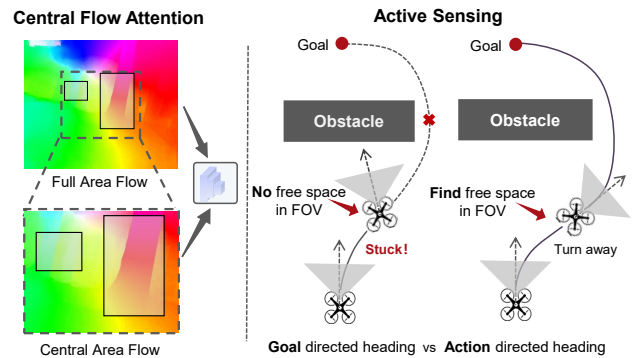 Central Flow Attention
Full Area Flow
Central Area Flow
Active Sensing
Goal
Obstacle
No free space
in FOV
Stuck!
Goal
Obstacle
Find free space
in FOV
Turn away
Goal directed heading vs Action directed heading